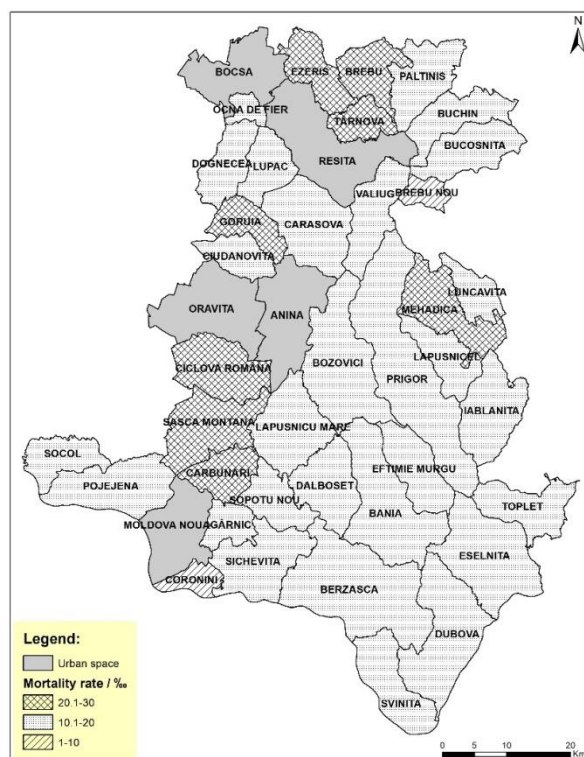 N
BOCSA
EZERIS
BREBU
PALTINIS
OCNA DE FIER
TÂRNOVA
BUCHIN
BUCOSNITA
RESITA
DOGNECEA
LUPAC
VALIUG
BREBU NOU
GORUIA
CARASOVA
CIUDANOVITA
LUNCAVITA
MEHADICA
ORAVITA
ANINA
LAPUSNICEL
BOZOVICI
CICLOVA ROMÂNA
PRIGOR
IABLANITA
SASCA MONTANA
LAPUSNICU MARE
SOCOL
CARBUNARI
EFTIMIE MURGU
POJEJENA
DALBOSET
SOPOTU NOU
TOPLET
BANIA
MOLDOVA NOUA
GÂRNIC
ESELNITA
SICHEVITA
CORONINI
BERZASCA
DUBOVA
SVINITA
Legend:
Urban space
Mortality rate / ‰
20.1-30
10.1-20
1-10
0 5 10 20
Km